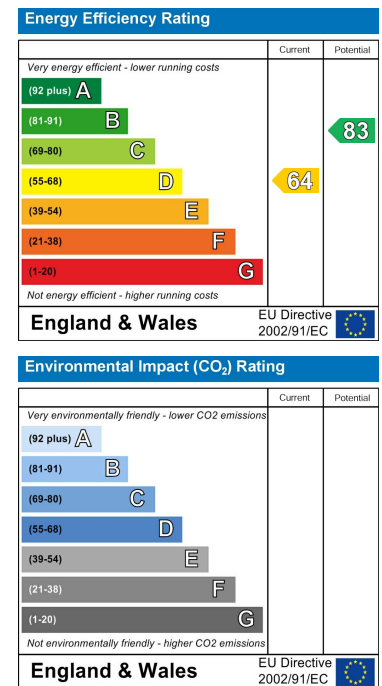 Energy Efficiency Rating
Current Potential
Very energy efficient - lower running costs
(92 plus) A
(81-91) B
83
(69-80) C
(55-68) D
64
(39-54) E
(21-38) F
(1-20) G
Not energy efficient - higher running costs
England & Wales
EU Directive
2002/91/EC
Environmental Impact (CO₂) Rating
Current Potential
Very environmentally friendly - lower CO2 emissions
(92 plus) A
(81-91) B
(69-80) C
(55-68) D
(39-54) E
(21-38) F
(1-20) G
Not environmentally friendly - higher CO2 emissions
England & Wales
EU Directive
2002/91/EC